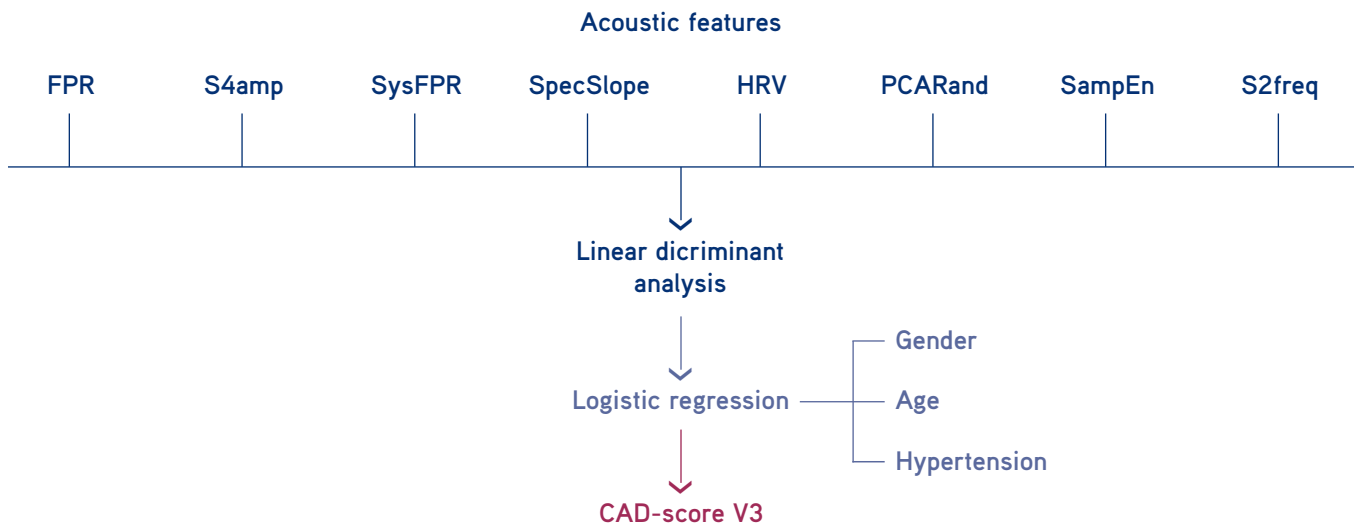 Acoustic features
FPR S4amp SysFPR SpecSlope HRV PCARand SampEn S2freq
Linear dicriminant
analysis
Gender
Logistic regression Age
Hypertension
CAD-score V3